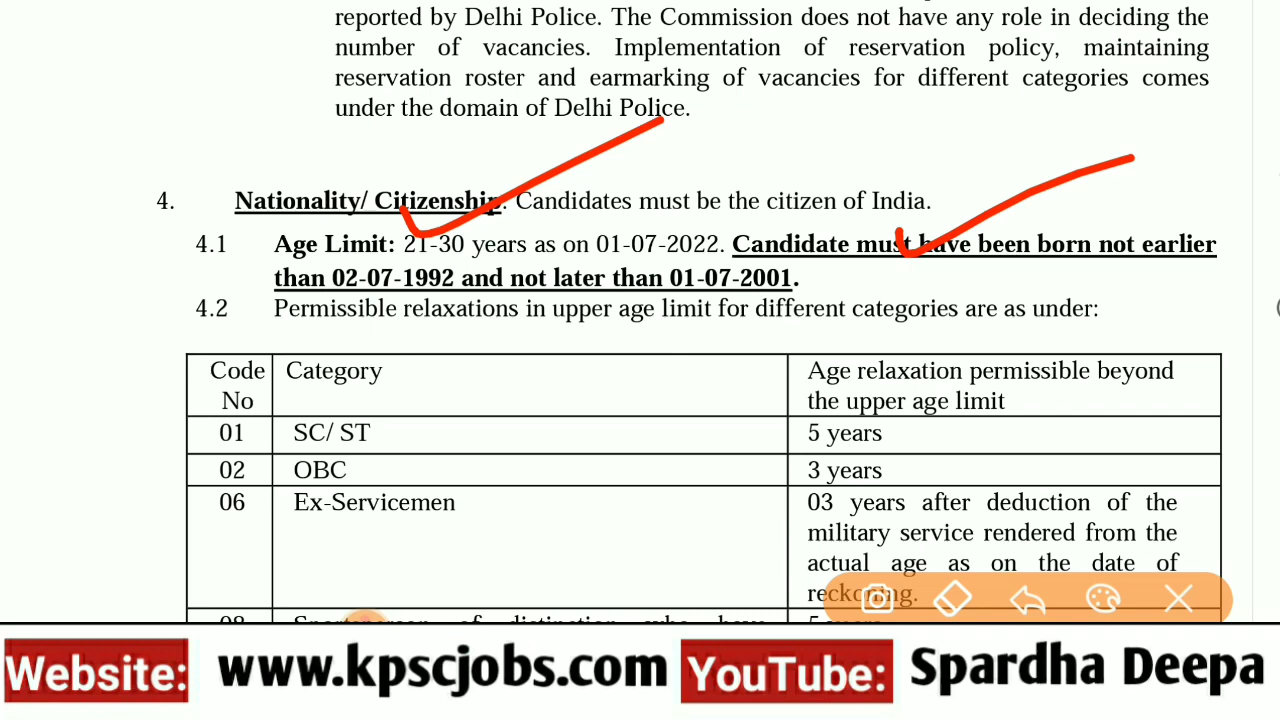 reported by Delhi Police. The Commission does not have any role in deciding the
number of vacancies. Implementation of reservation policy, maintaining
reservation roster and earmarking of vacancies for different categories comes
under the domain of Delhi Police.
4. Nationality/ Citizenship: Candidates must be the citizen of India.
4.1 Age Limit: 21-30 years as on 01-07-2022. Candidate must have been born not earlier
than 02-07-1992 and not later than 01-07-2001.
4.2 Permissible relaxations in upper age limit for different categories are as under:
Code No Category Age relaxation permissible beyond the upper age limit
01 SC/ ST 5 years
02 OBC 3 years
06 Ex-Servicemen 03 years after deduction of the
military service rendered from the
actual age as on the date of
reckoning.
Website: www.kpscjobs.com YouTube: Spardha Deepa